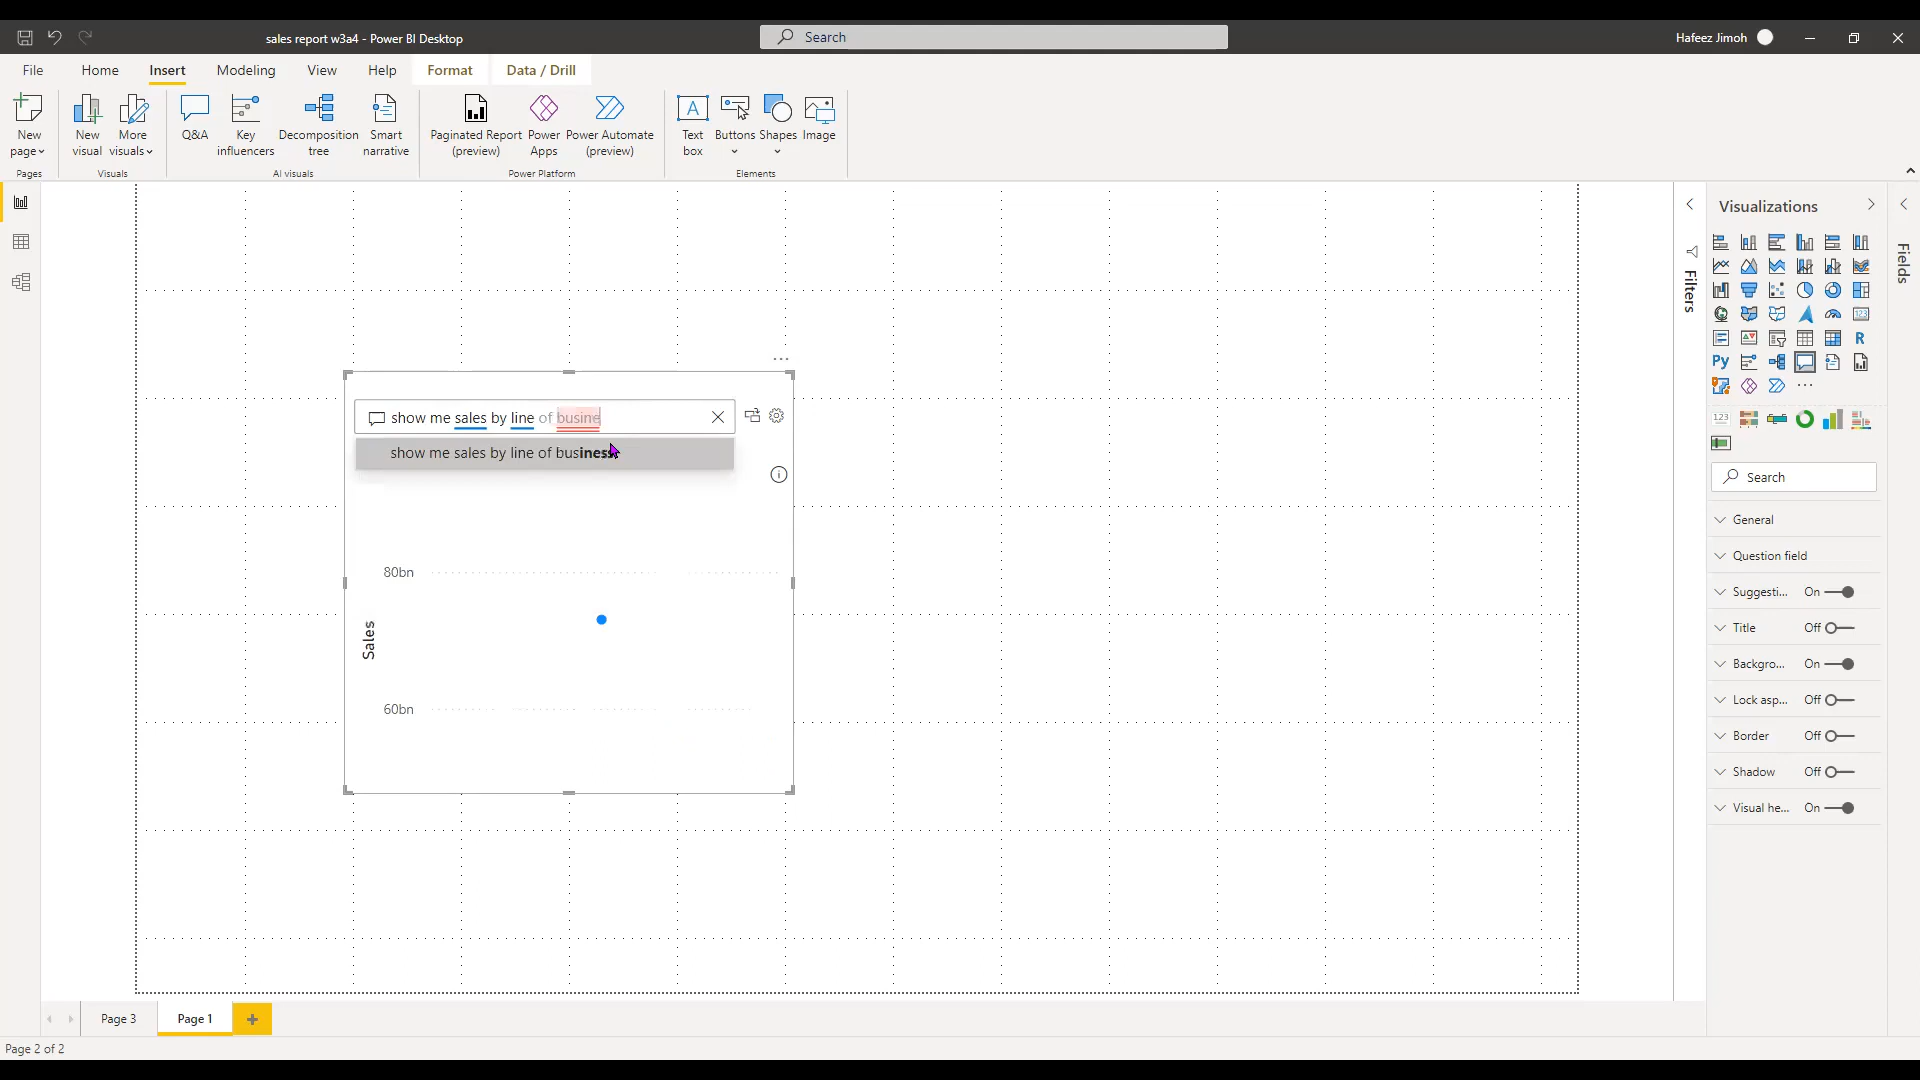 sales report w3a4 - Power BI Desktop
Search
Hafeez Jimoh
File
Home
Insert
Modeling
View
Help
Format
Data / Drill
New
page
New
visual
More
visuals
Q&A
Key
influencers
Decomposition
tree
Smart
narrative
Paginated Report
(preview)
Power
Apps
Power Automate
(preview)
Text
box
Buttons
Shapes
Image
Pages
Visuals
AI visuals
Power Platform
Elements
show me sales by line of busine
show me sales by line of business
80bn
Sales
60bn
Filters
Visualizations
R
Py
123
Search
General
Question field
Suggesti... On
Title Off
Backgro... On
Lock asp... Off
Border Off
Shadow Off
Visual he... On
Fields
Page 3
Page 1
Page 2 of 2